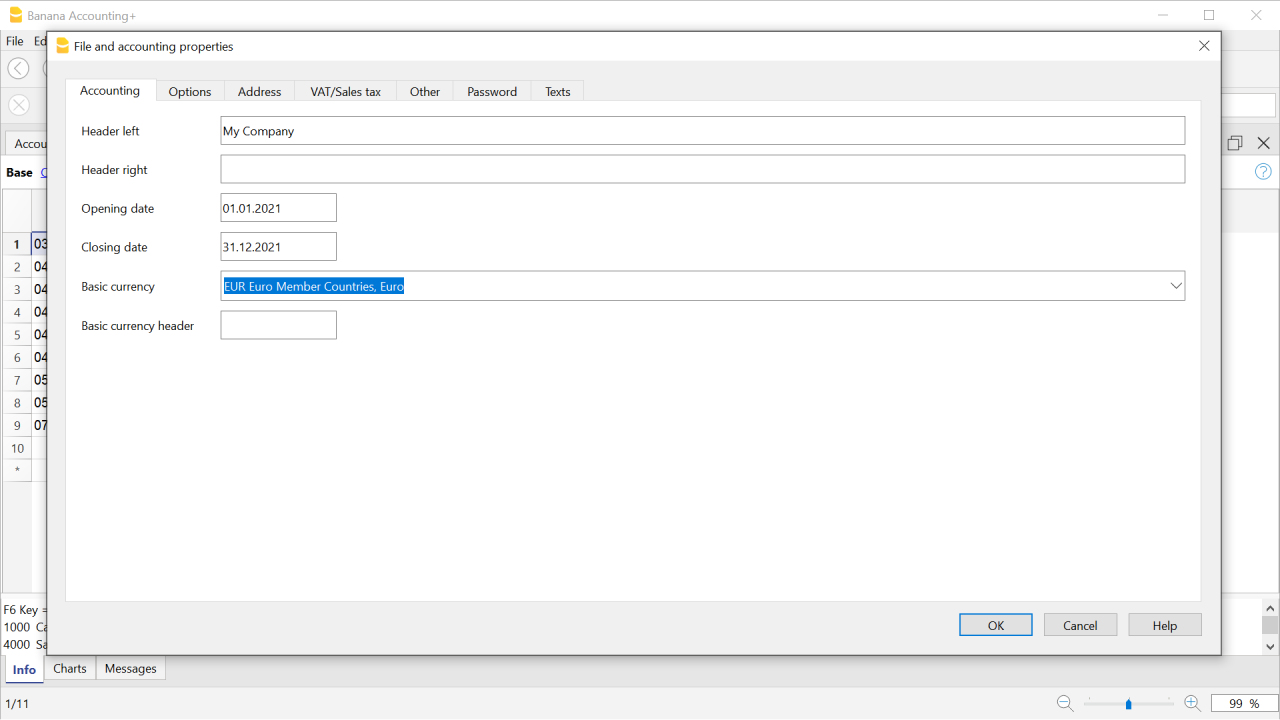 Banana Accounting+
File Ed
File and accounting properties
Accounting Options Address VAT/Sales tax Other Password Texts
Header left My Company
Header right
Opening date 01.01.2021
Closing date 31.12.2021
Basic currency EUR Euro Member Countries, Euro
Basic currency header
OK Cancel Help
Accou
Base C
1 03
2 04
3 04
4 04
5 04
6 04
7 05
8 05
9 07
10
*
F6 Key =
1000 Ca
4000 Sa
Info Charts Messages
1/11 99 %